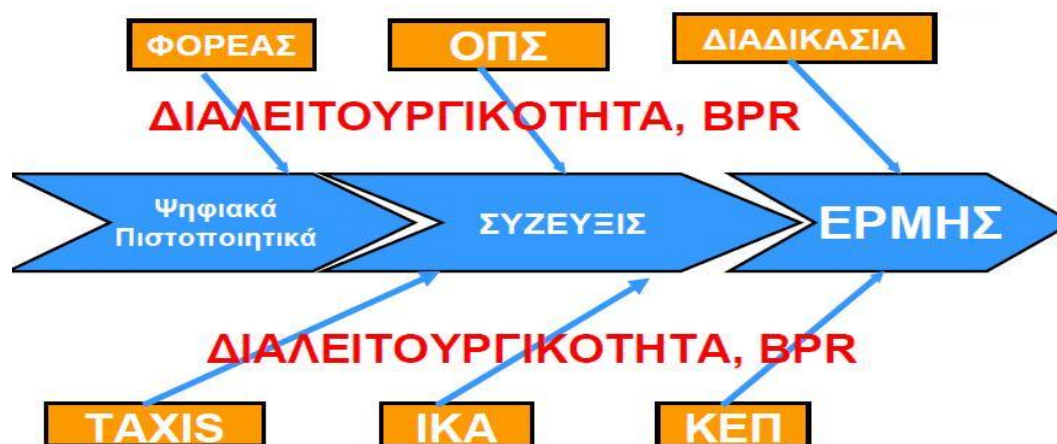 ΦΟΡΕΑΣ
ΟΠΣ
ΔΙΑΔΙΚΑΣΙΑ
ΔΙΑΛΕΙΤΟΥΡΓΙΚΟΤΗΤΑ, BPR
Ψηφιακά
Πιστοποιητικά
ΣΥΖΕΥΞΙΣ
ΕΡΜΗΣ
ΔΙΑΛΕΙΤΟΥΡΓΙΚΟΤΗΤΑ, BPR
TAXIS
ΙΚΑ
ΚΕΠ